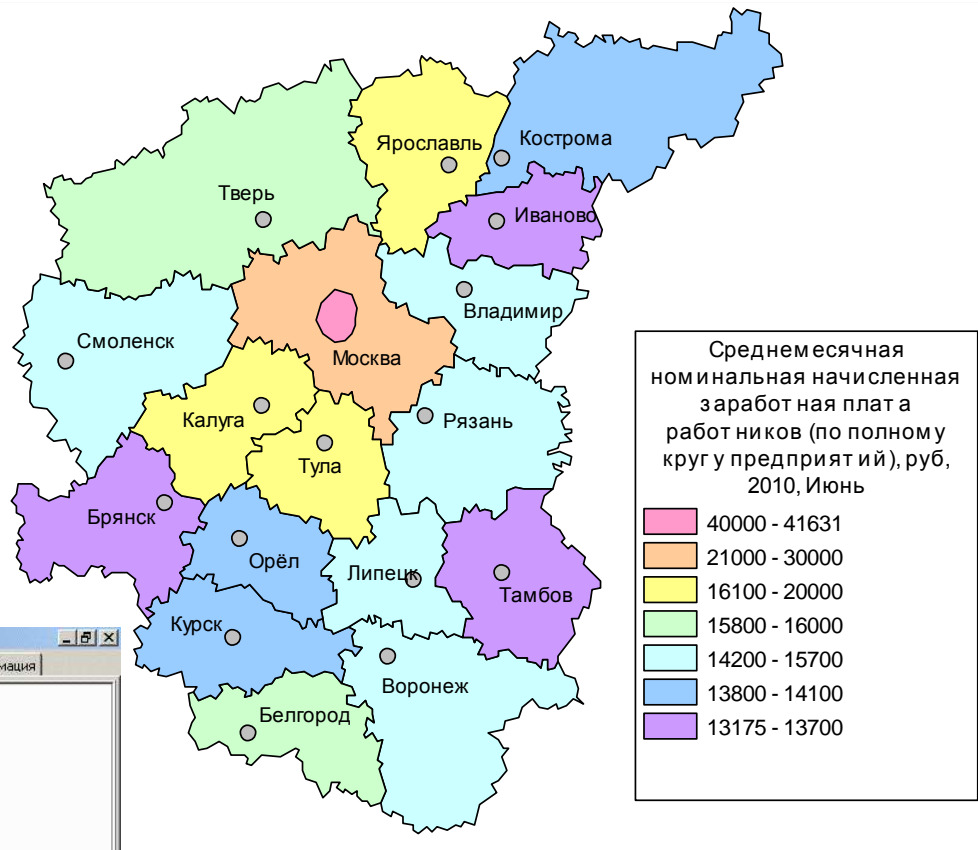 Ярославль
Кострома
Тверь
Иваново
Владимир
Смоленск
Москва
Калуга
Рязань
Тула
Брянск
Орёл
Липецк
Тамбов
Курск
Воронеж
Белгород
Среднемесячная
номинальная начисленная
заработная плата
работников (по полному
кругу предприятий), руб,
2010, Июнь
40000 - 41631
21000 - 30000
16100 - 20000
15800 - 16000
14200 - 15700
13800 - 14100
13175 - 13700